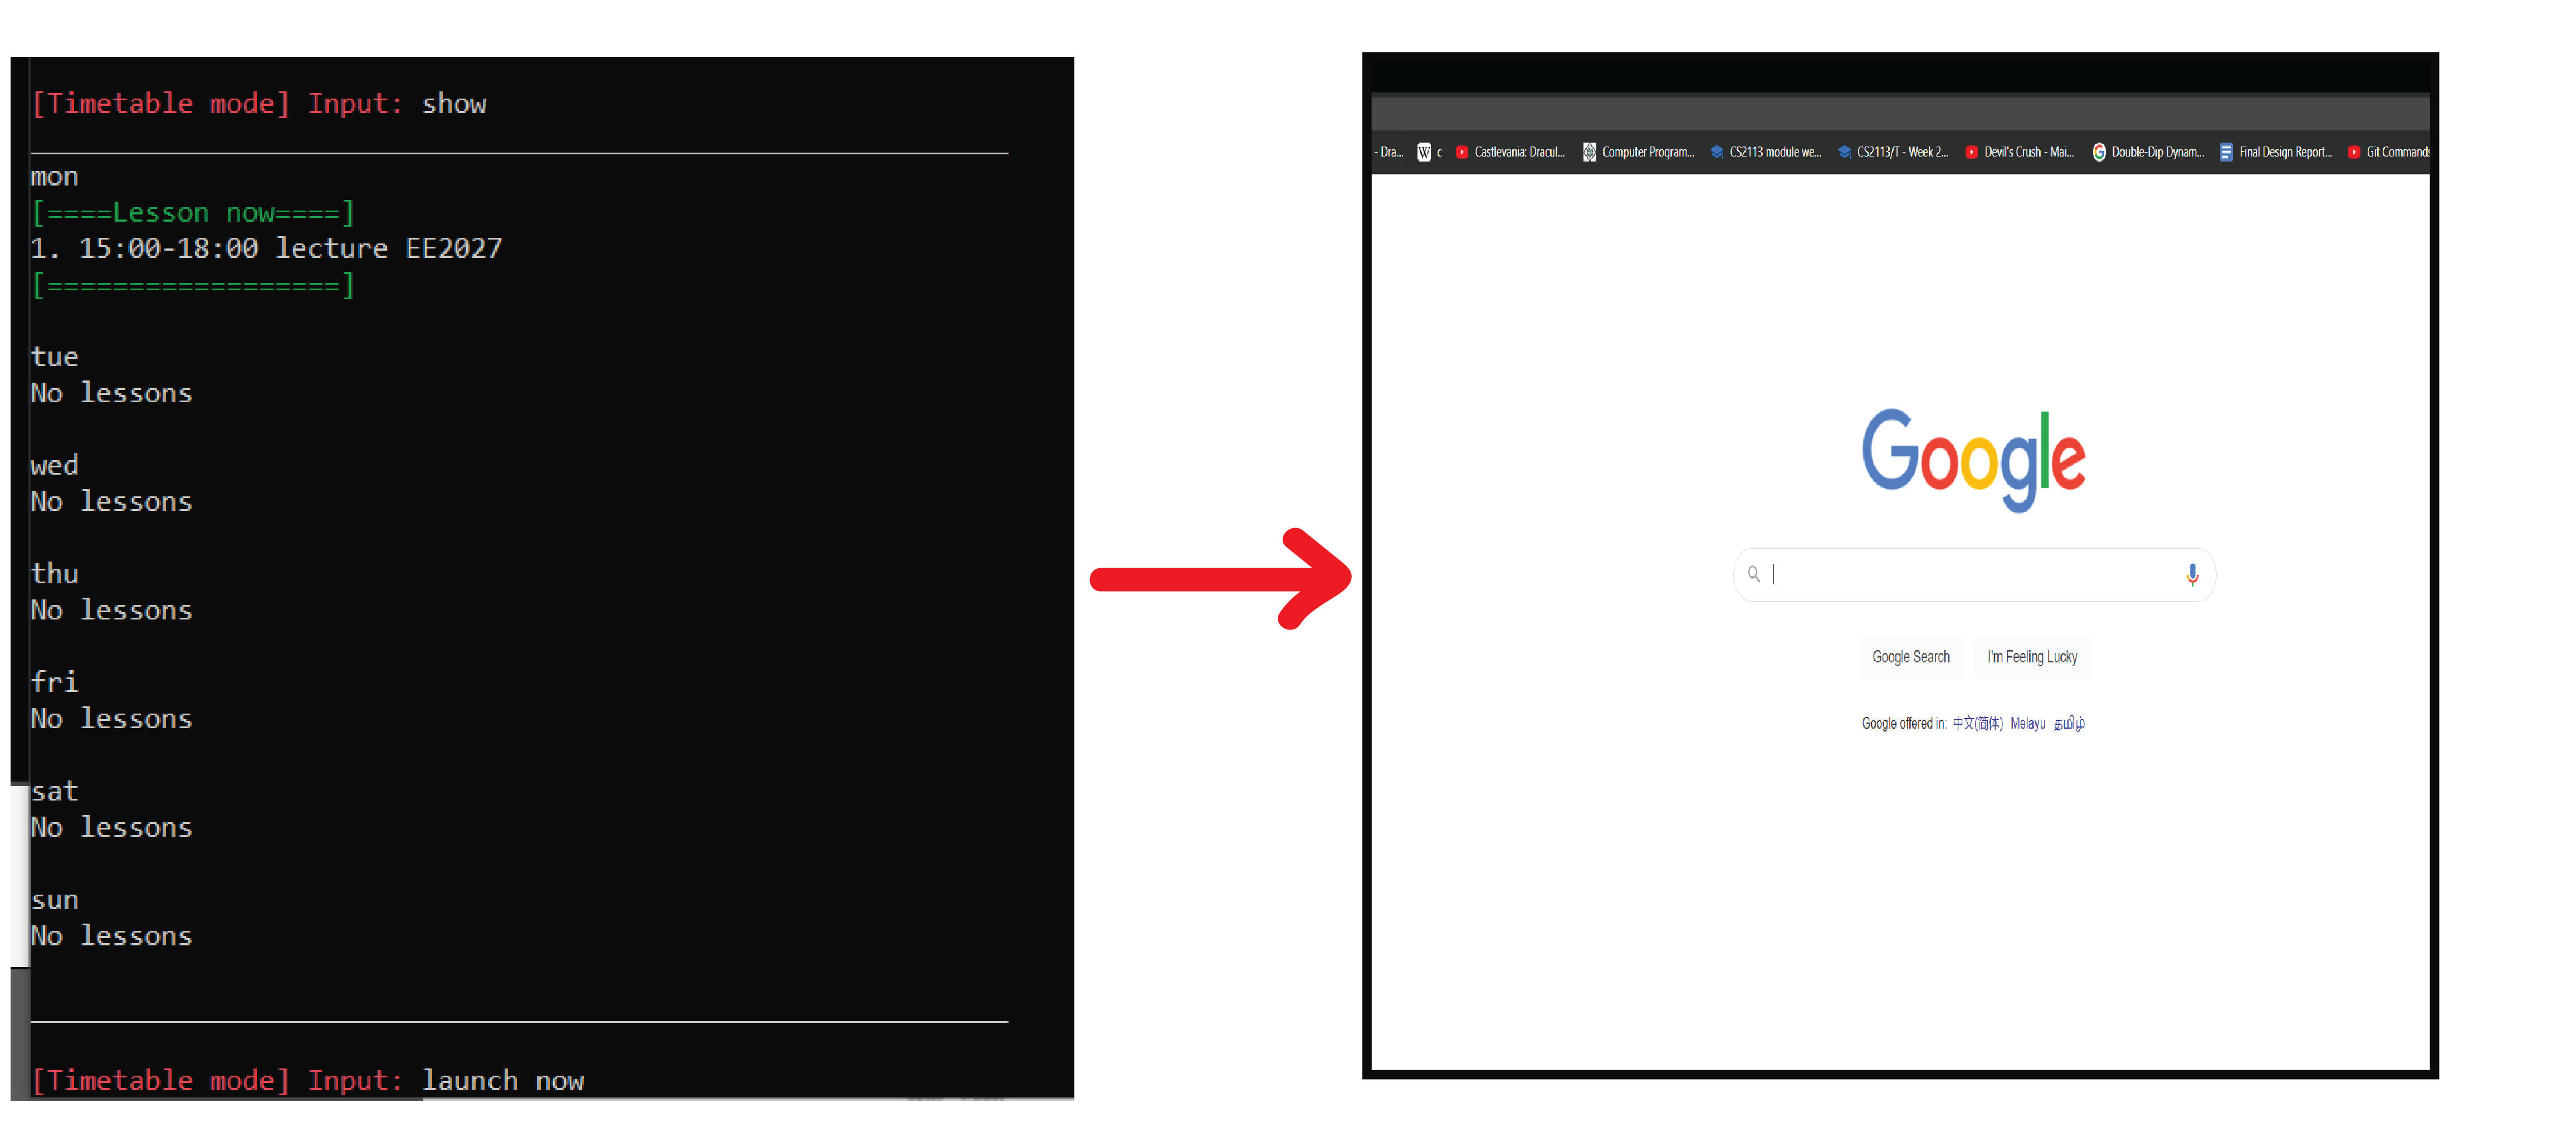 [Timetable mode] Input: show
mon
[====Lesson now====]
1. 15:00-18:00 lecture EE2027
[==================]
tue
No lessons
wed
No lessons
thu
No lessons
fri
No lessons
sat
No lessons
sun
No lessons
[Timetable mode] Input: launch now
- Dra... W c Castlevania: Dracul... Computer Program... CS2113 module we... CS2113/T - Week 2... Devil's Crush - Mai... G Double-Dip Dynam... Final Design Report... Git Commands
Google
Google Search I'm Feeling Lucky
Google offered in: 中文(简体) Melayu தமிழ்